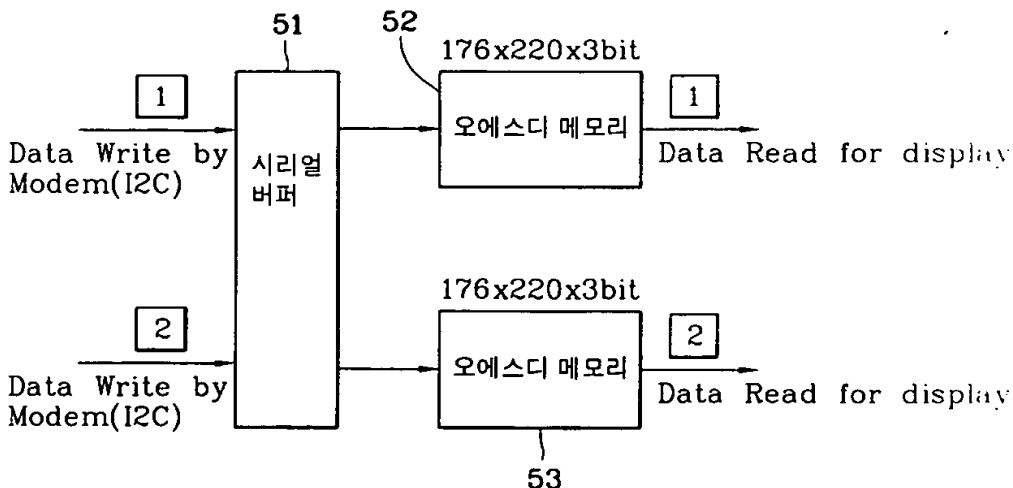 51
52
176x220x3bit
1
Data Write by
Modem(I2C)
시리얼
버퍼
오에스디 메모리
1
Data Read for display
176x220x3bit
2
Data Write by
Modem(I2C)
오에스디 메모리
2
Data Read for display
53